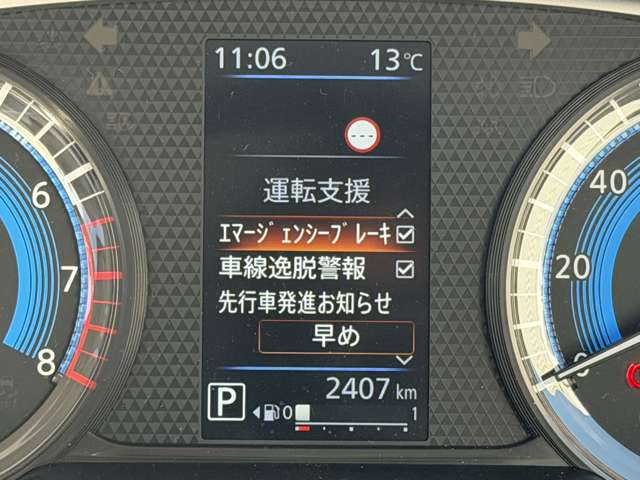 11:06 13℃
---
運転支援
ｴﾏｰｼﾞｪﾝｼｰﾌﾞﾚｰｷ
車線逸脱警報
先行車発進お知らせ
早め
2407 km
P 0 1
6
7
8
40
20
0